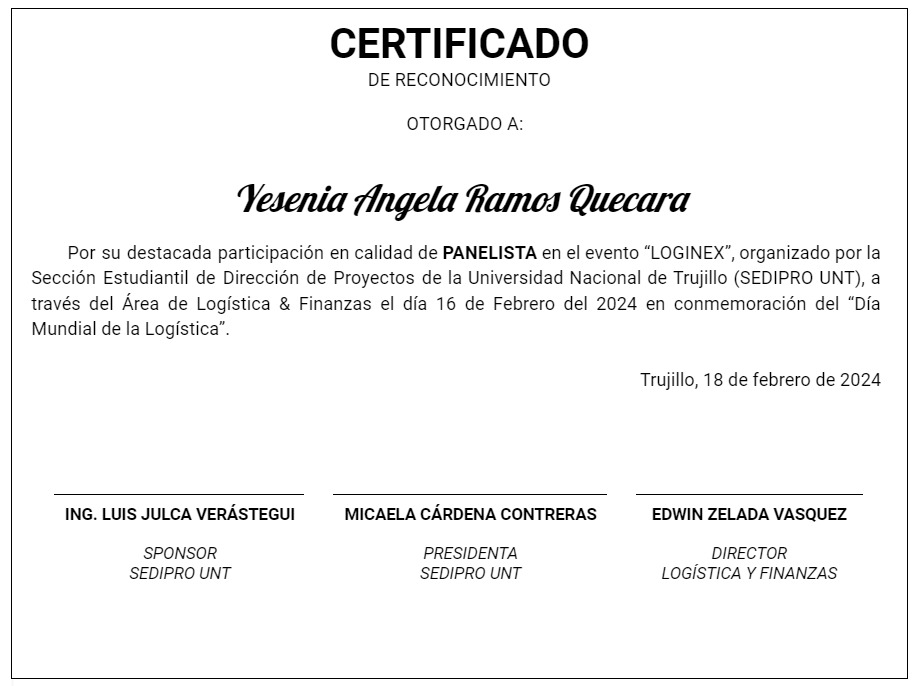 CERTIFICADO
DE RECONOCIMIENTO
OTORGADO A:
Yesenia Angela Ramos Quecara
Por su destacada participación en calidad de PANELISTA en el evento “LOGINEX”, organizado por la
Sección Estudiantil de Dirección de Proyectos de la Universidad Nacional de Trujillo (SEDIPRO UNT), a
través del Área de Logística & Finanzas el día 16 de Febrero del 2024 en conmemoración del “Día
Mundial de la Logística”.
Trujillo, 18 de febrero de 2024
ING. LUIS JULCA VERÁSTEGUI
SPONSOR
SEDIPRO UNT
MICAELA CÁRDENA CONTRERAS
PRESIDENTA
SEDIPRO UNT
EDWIN ZELADA VASQUEZ
DIRECTOR
LOGÍSTICA Y FINANZAS